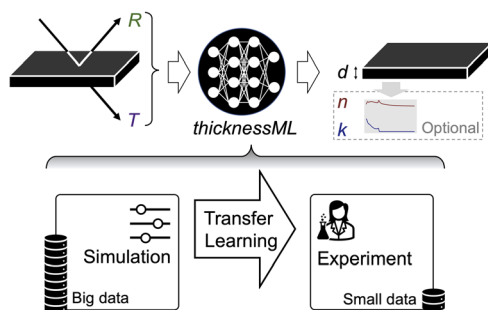 R
T
thicknessML
d
n
k
Optional
Simulation
Big data
Transfer
Learning
Experiment
Small data